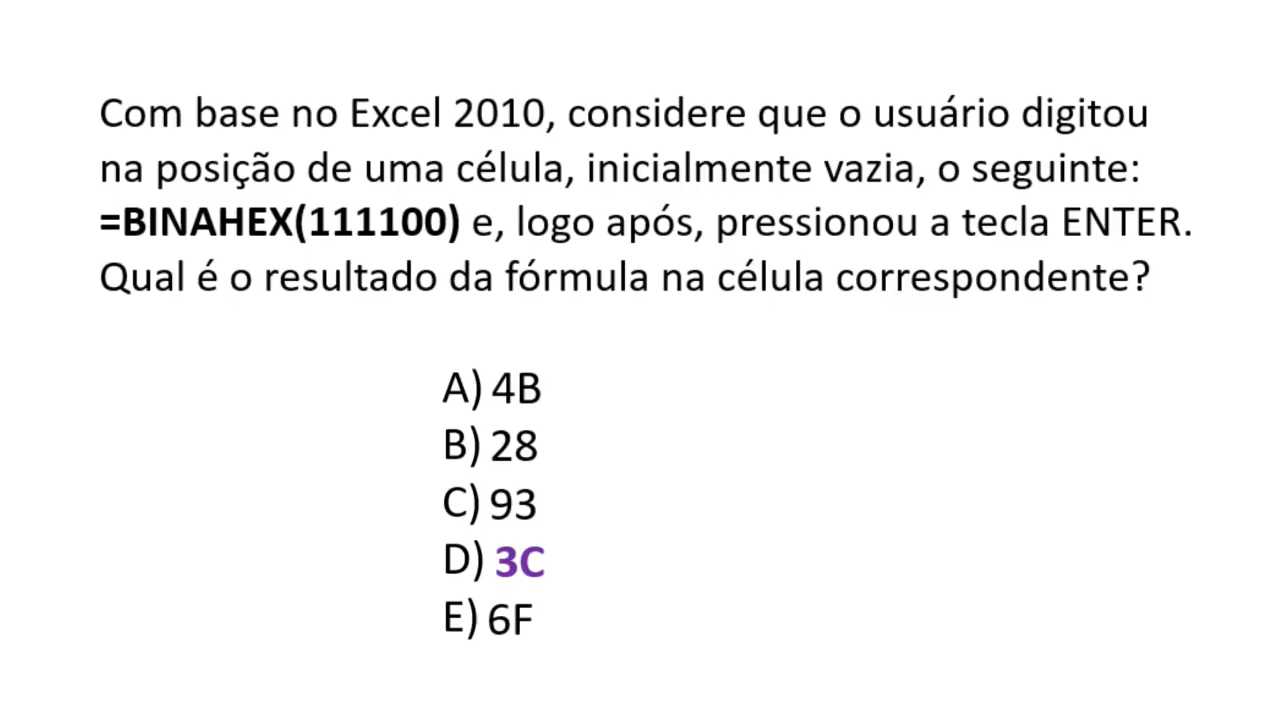 Com base no Excel 2010, considere que o usuário digitou
na posição de uma célula, inicialmente vazia, o seguinte:
=BINAHEX(111100) e, logo após, pressionou a tecla ENTER.
Qual é o resultado da fórmula na célula correspondente?
A) 4B
B) 28
C) 93
D) 3C
E) 6F